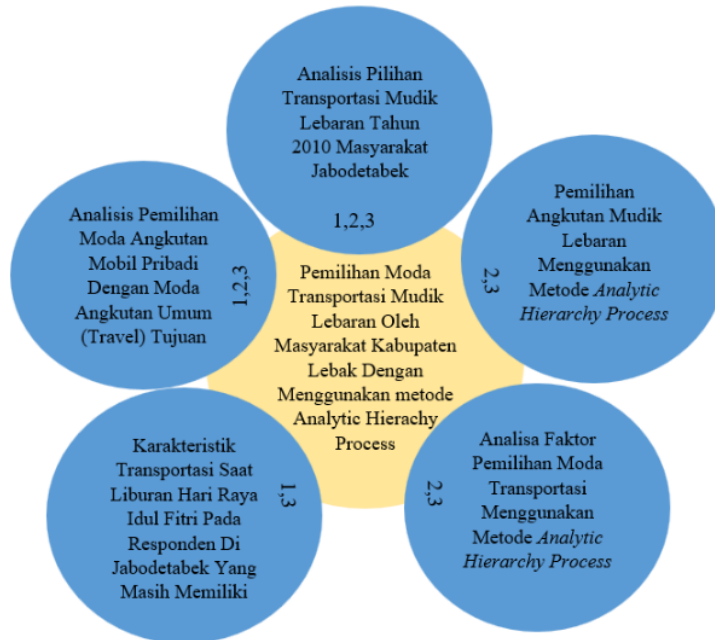 Analisis Pilihan
Transportasi Mudik
Lebaran Tahun
2010 Masyarakat
Jabodetabek
1,2,3
Pemilihan
Angkutan Mudik
Lebaran
Menggunakan
Metode Analytic
Hierarchy Process
2,3
Analisis Pemilihan
Moda Angkutan
Mobil Pribadi
Dengan Moda
Angkutan Umum
(Travel) Tujuan
1,2,3
Pemilihan Moda
Transportasi Mudik
Lebaran Oleh
Masyarakat Kabupaten
Lebak Dengan
Menggunakan metode
Analytic Hierachy
Process
Karakteristik
Transportasi Saat
Liburan Hari Raya
Idul Fitri Pada
Responden Di
Jabodetabek Yang
Masih Memiliki
1,3
Analisa Faktor
Pemilihan Moda
Transportasi
Menggunakan
Metode Analytic
Hierarchy Process
2,3